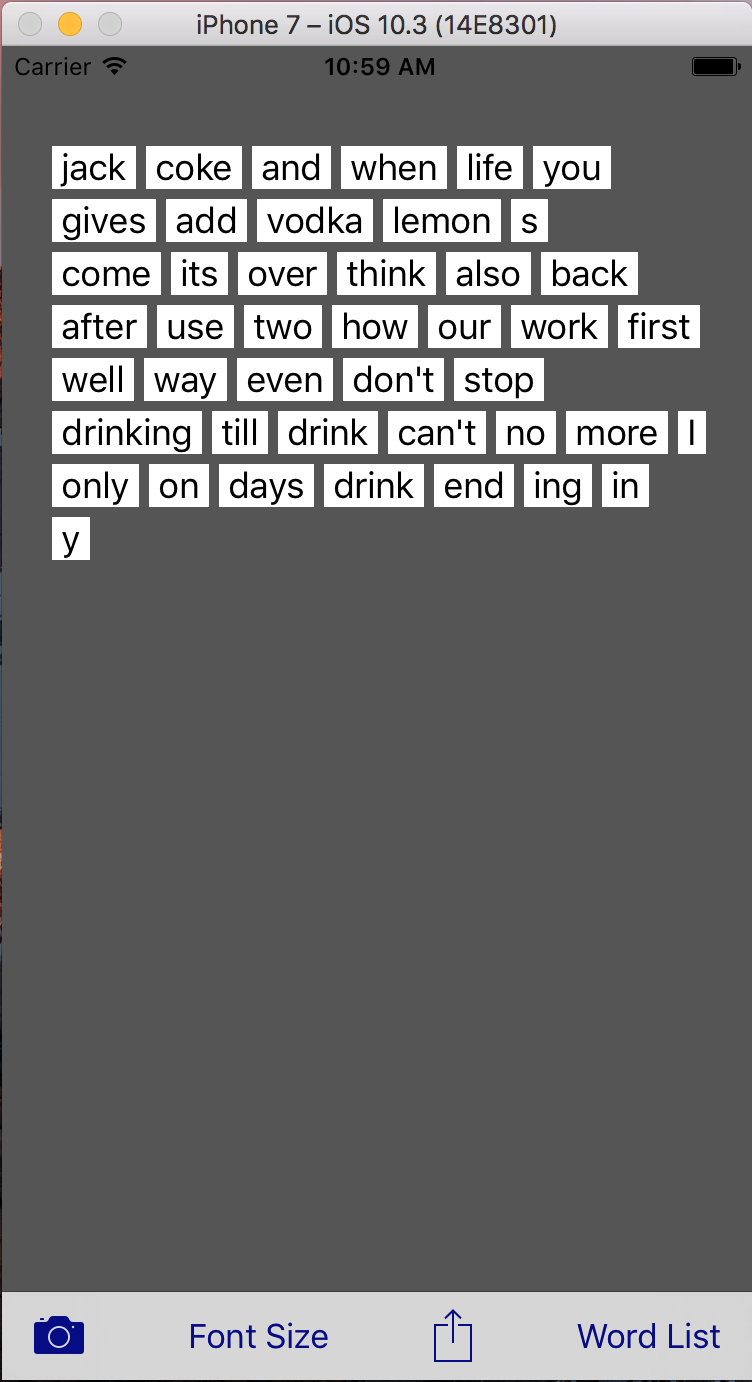 iPhone 7 – iOS 10.3 (14E8301)
Carrier 10:59 AM
jack coke and when life you
gives add vodka lemon s
come its over think also back
after use two how our work first
well way even don't stop
drinking till drink can't no more I
only on days drink end ing in
y
Font Size Word List